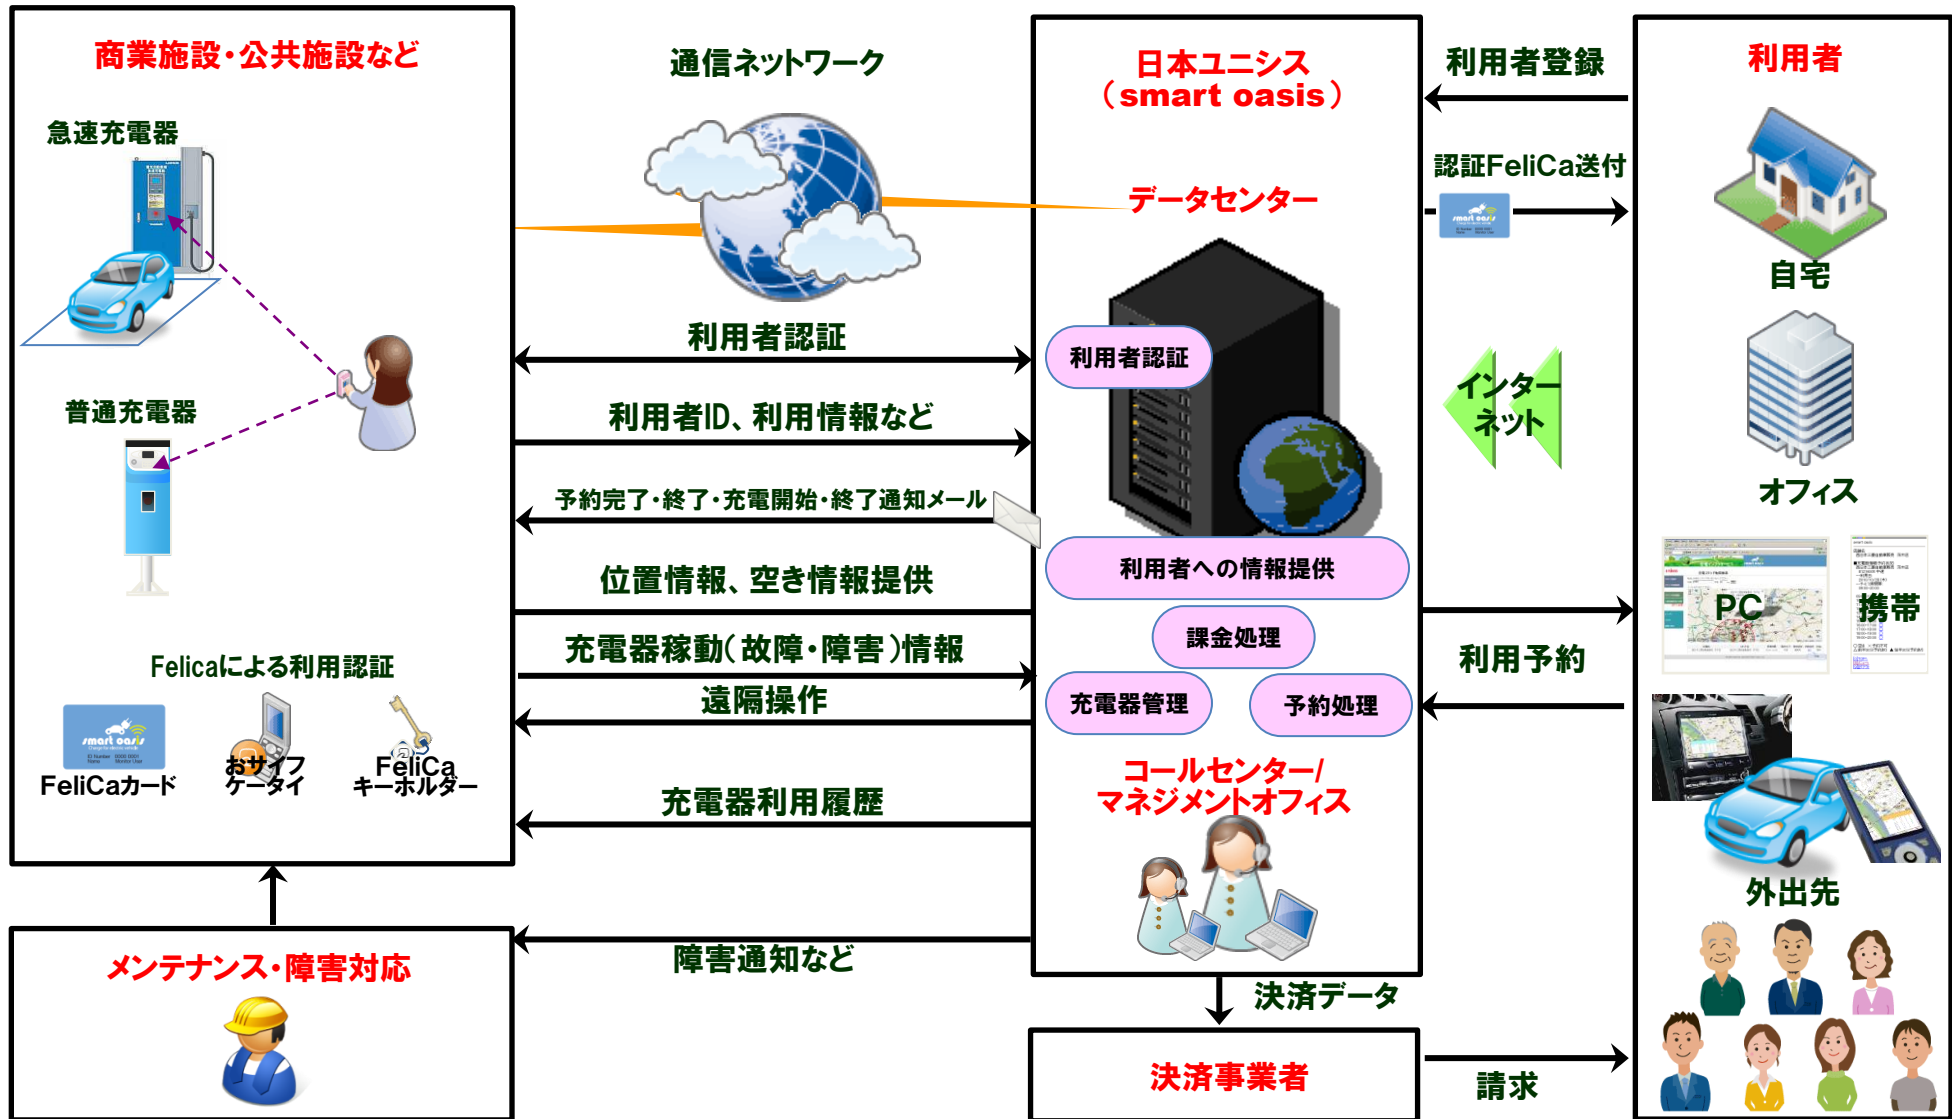 商業施設・公共施設など
急速充電器
普通充電器
Felicaによる利用認証
smart oasis
FeliCaカード
おサイフ
ケータイ
FeliCa
キーホルダー
メンテナンス・障害対応
通信ネットワーク
利用者認証
利用者ID、利用情報など
予約完了・終了・充電開始・終了通知メール
位置情報、空き情報提供
充電器稼動（故障・障害）情報
遠隔操作
充電器利用履歴
障害通知など
日本ユニシス
（smart oasis）
データセンター
利用者認証
利用者への情報提供
課金処理
充電器管理
予約処理
コールセンター/
マネジメントオフィス
決済データ
決済事業者
利用者登録
認証FeliCa送付
smart oasis
インター
ネット
利用予約
請求
利用者
自宅
オフィス
PC
携帯
外出先